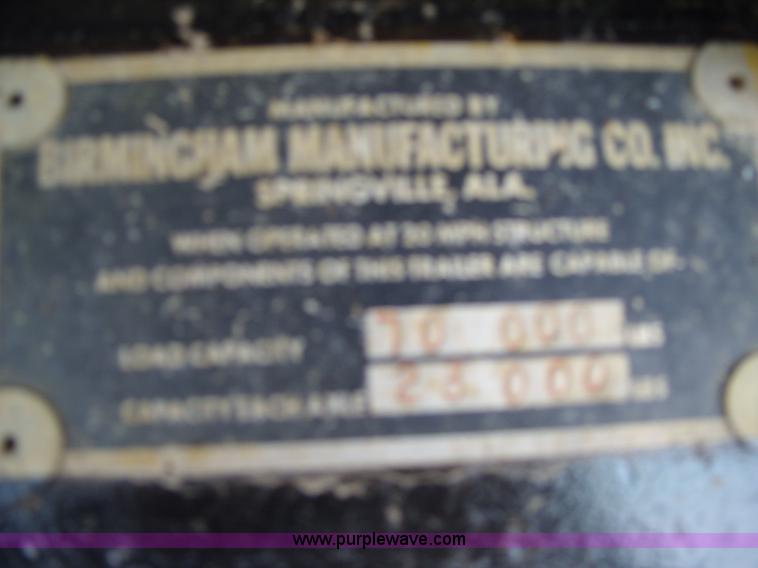 MANUFACTURED BY
BIRMINGHAM MANUFACTURING CO. INC.
SPRINGVILLE, ALA.
WHEN OPERATED AT 50 MPH STRUCTURE
AND COMPONENTS OF THIS TRAILER ARE CAPABLE OF
LOAD CAPACITY 70 000 LBS
CAPACITY EACH AXLE 23 000 LBS
www.purplewave.com